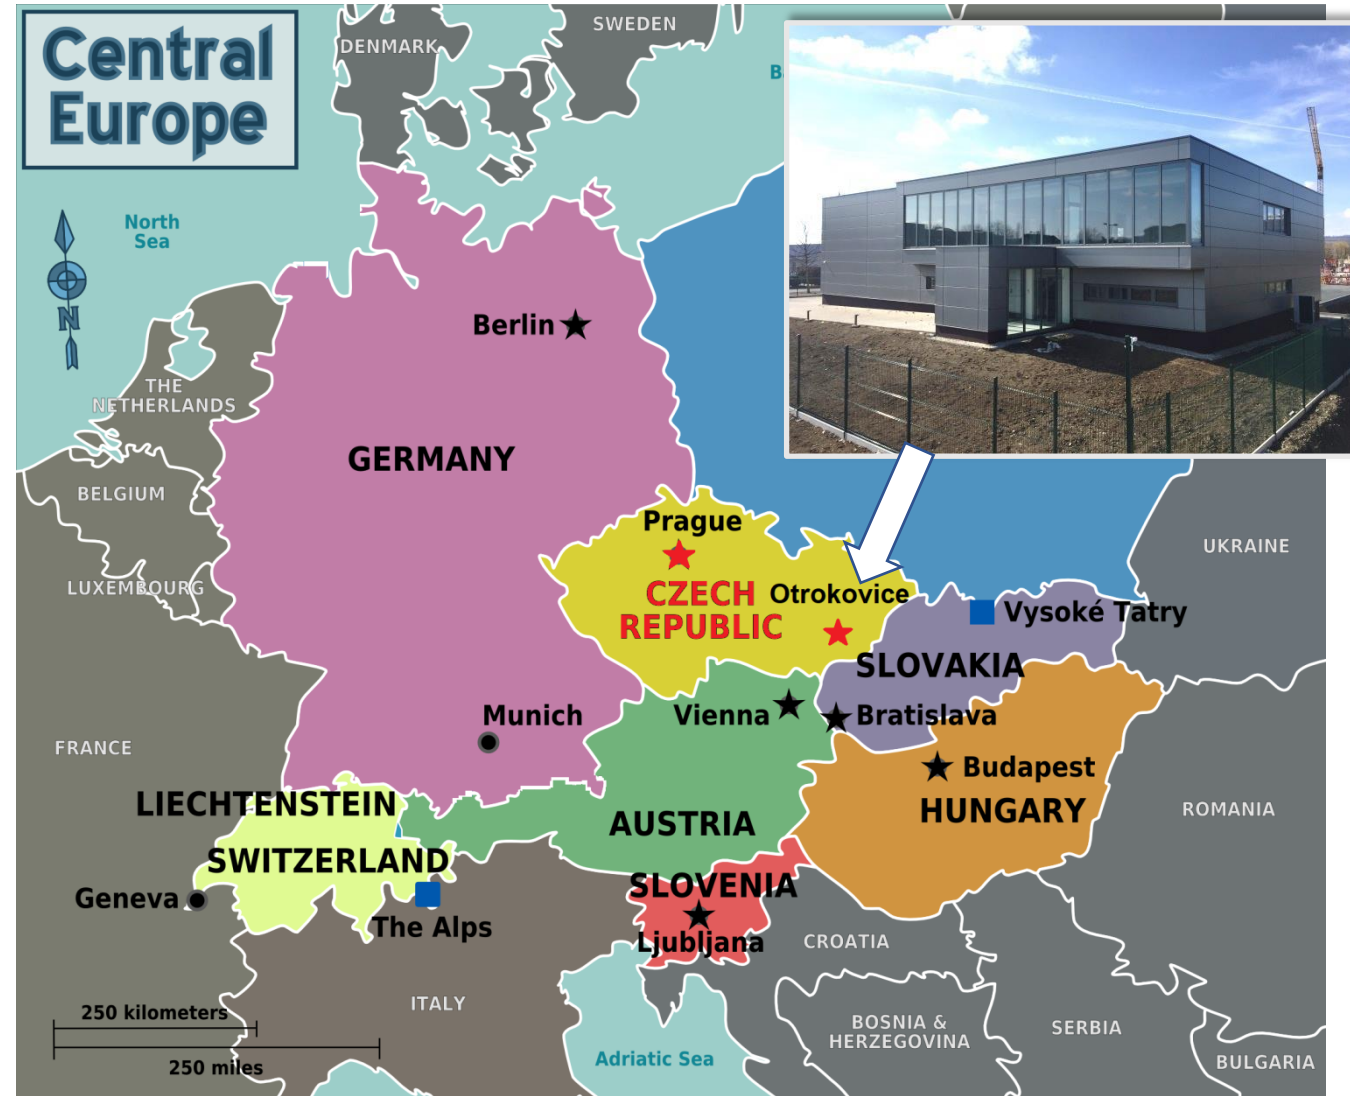 Central
Europe
DENMARK
SWEDEN
North
Sea
Berlin
THE
NETHERLANDS
GERMANY
BELGIUM
Prague
UKRAINE
LUXEMBOURG
CZECH
REPUBLIC
Otrokovice
Vysoké Tatry
SLOVAKIA
Munich
Vienna
Bratislava
FRANCE
Budapest
LIECHTENSTEIN
HUNGARY
ROMANIA
AUSTRIA
SWITZERLAND
SLOVENIA
Geneva
The Alps
Ljubljana
CROATIA
ITALY
250 kilometers
BOSNIA &
HERZEGOVINA
SERBIA
Adriatic Sea
BULGARIA
250 miles
N